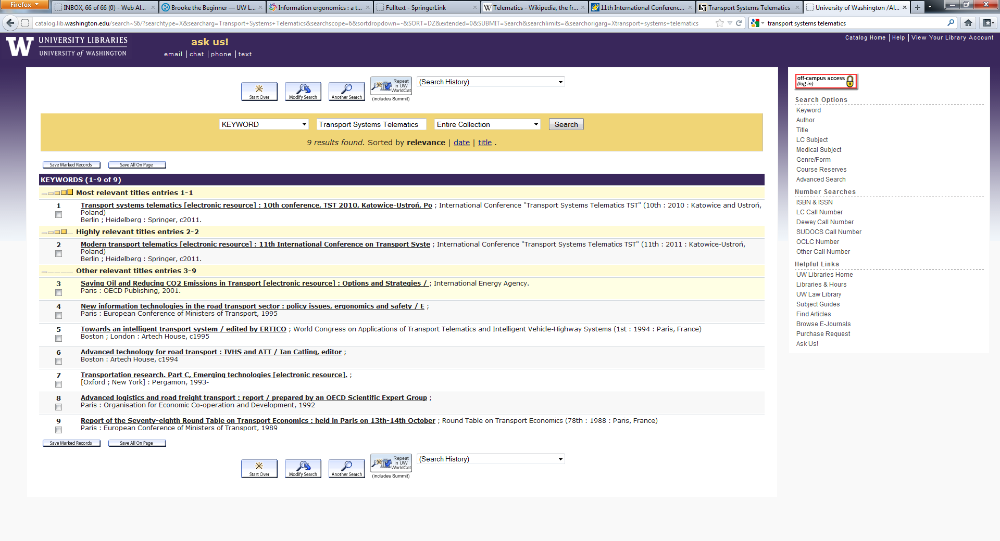 Firefox
INBOX, 66 of 66 (0) - Web Al...
Brooke the Beginner — UW L...
Information ergonomics : a t...
Fulltext - SpringerLink
Telematics - Wikipedia, the fr...
11th International Conferenc...
Transport Systems Telematics
University of Washington /Al...
catalog.lib.washington.edu/search~S6/?searchtype=X&searcharg=Transport+Systems+Telematics&searchscope=6&sortdropdown=-&SORT=DZ&extended=0&SUBMIT=Search&searchlimits=&searchorigarg=Xtransport+systems+telematics
transport systems telematics
W UNIVERSITY LIBRARIES
UNIVERSITY of WASHINGTON
ask us!
email | chat | phone | text
Catalog Home | Help | View Your Library Account
Start Over
Modify Search
Another Search
Repeat in UW WorldCat
(includes Summit)
(Search History)
KEYWORD
Transport Systems Telematics
Entire Collection
Search
9 results found. Sorted by relevance | date | title .
Save Marked Records
Save All On Page
KEYWORDS (1-9 of 9)
Most relevant titles entries 1-1
1
Transport systems telematics [electronic resource] : 10th conference, TST 2010, Katowice-Ustroń, Po ; International Conference "Transport Systems Telematics TST" (10th : 2010 : Katowice and Ustroń,
Poland)
Berlin ; Heidelberg : Springer, c2011.
Highly relevant titles entries 2-2
2
Modern transport telematics [electronic resource] : 11th International Conference on Transport Syste ; International Conference "Transport Systems Telematics TST" (11th : 2011 : Katowice-Ustroń,
Poland)
Berlin ; Heidelberg : Springer, c2011.
Other relevant titles entries 3-9
3
Saving Oil and Reducing CO2 Emissions in Transport [electronic resource] : Options and Strategies / ; International Energy Agency.
Paris : OECD Publishing, 2001.
4
New information technologies in the road transport sector : policy issues, ergonomics and safety / E ;
Paris : European Conference of Ministers of Transport, 1995
5
Towards an intelligent transport system / edited by ERTICO ; World Congress on Applications of Transport Telematics and Intelligent Vehicle-Highway Systems (1st : 1994 : Paris, France)
Boston ; London : Artech House, c1995
6
Advanced technology for road transport : IVHS and ATT / Ian Catling, editor ;
Boston : Artech House, c1994
7
Transportation research. Part C, Emerging technologies [electronic resource]. ;
[Oxford ; New York] : Pergamon, 1993-
8
Advanced logistics and road freight transport : report / prepared by an OECD Scientific Expert Group ;
Paris : Organisation for Economic Co-operation and Development, 1992
9
Report of the Seventy-eighth Round Table on Transport Economics : held in Paris on 13th-14th October ; Round Table on Transport Economics (78th : 1988 : Paris, France)
Paris : European Conference of Ministers of Transport, 1989
Save Marked Records
Save All On Page
Start Over
Modify Search
Another Search
Repeat in UW WorldCat
(includes Summit)
(Search History)
off-campus access
(log in)
Search Options
Keyword
Author
Title
LC Subject
Medical Subject
Genre/Form
Course Reserves
Advanced Search
Number Searches
ISBN & ISSN
LC Call Number
Dewey Call Number
SUDOCS Call Number
OCLC Number
Other Call Number
Helpful Links
UW Libraries Home
Libraries & Hours
UW Law Library
Subject Guides
Find Articles
Browse E-Journals
Purchase Request
Ask Us!